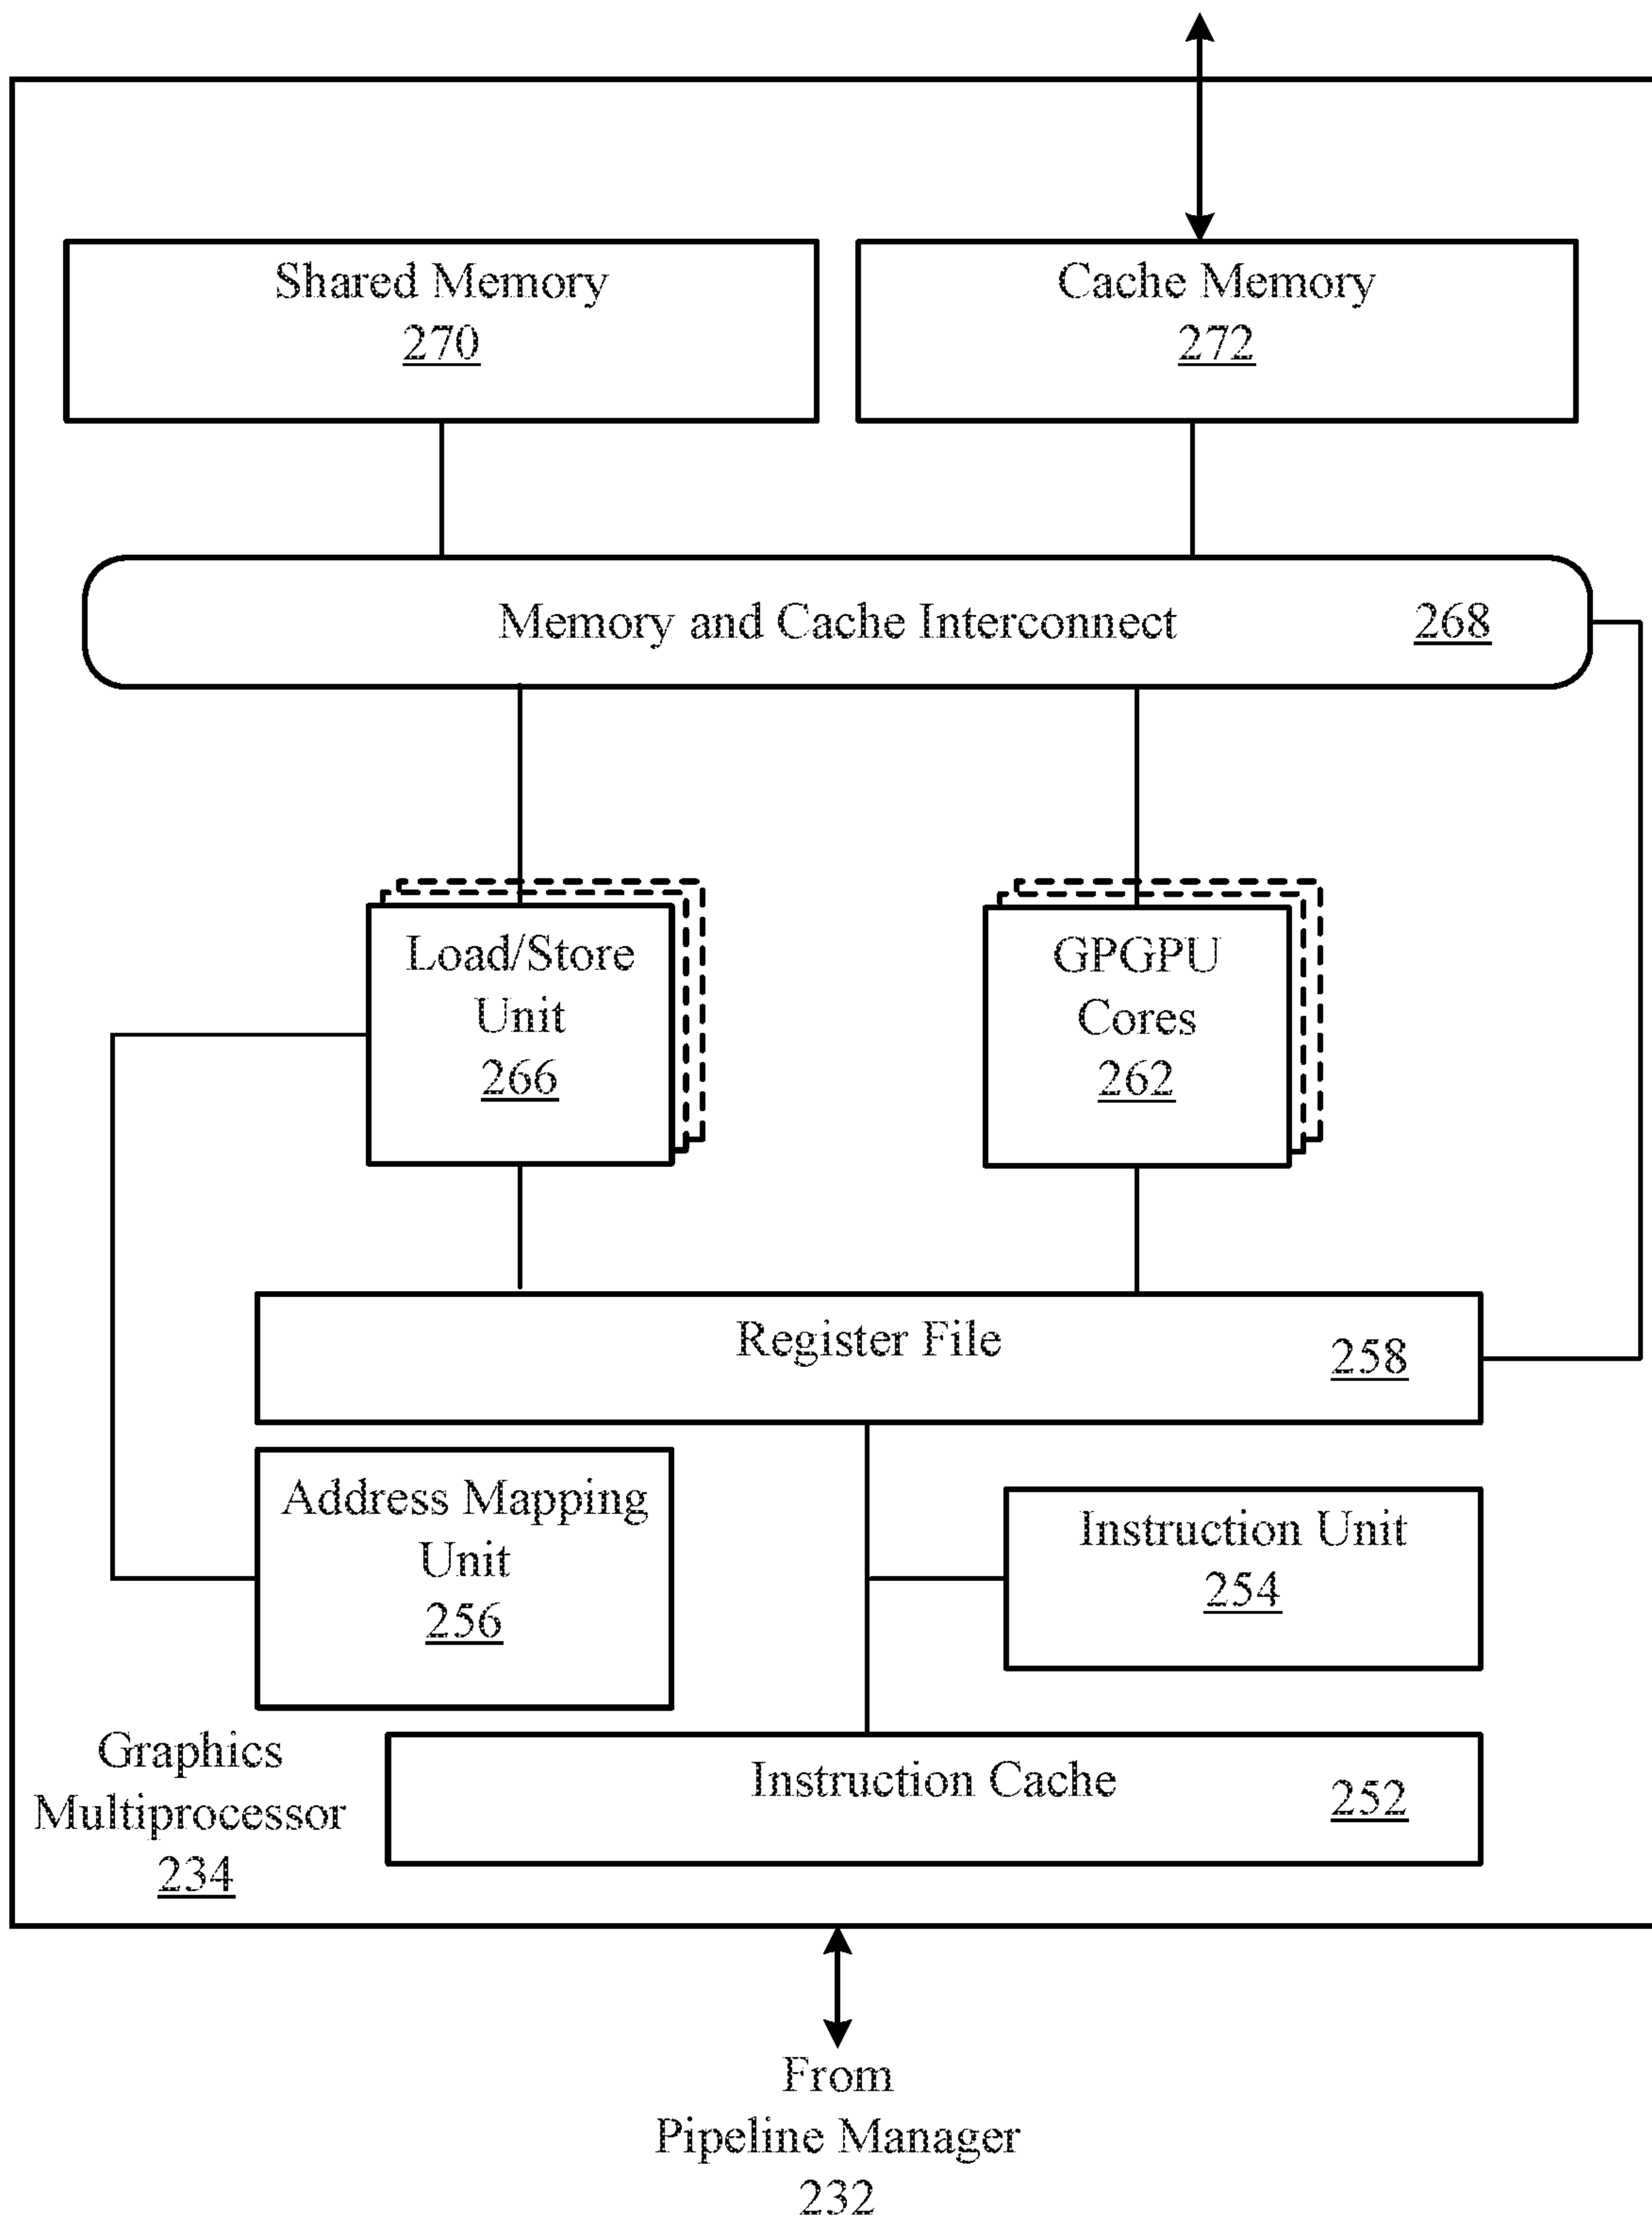 Shared Memory
270
Cache Memory
272
Memory and Cache Interconnect 268
Load/Store
Unit
266
GPGPU
Cores
262
Register File 258
Address Mapping
Unit
256
Instruction Unit
254
Graphics
Multiprocessor
234
Instruction Cache 252
From
Pipeline Manager
232